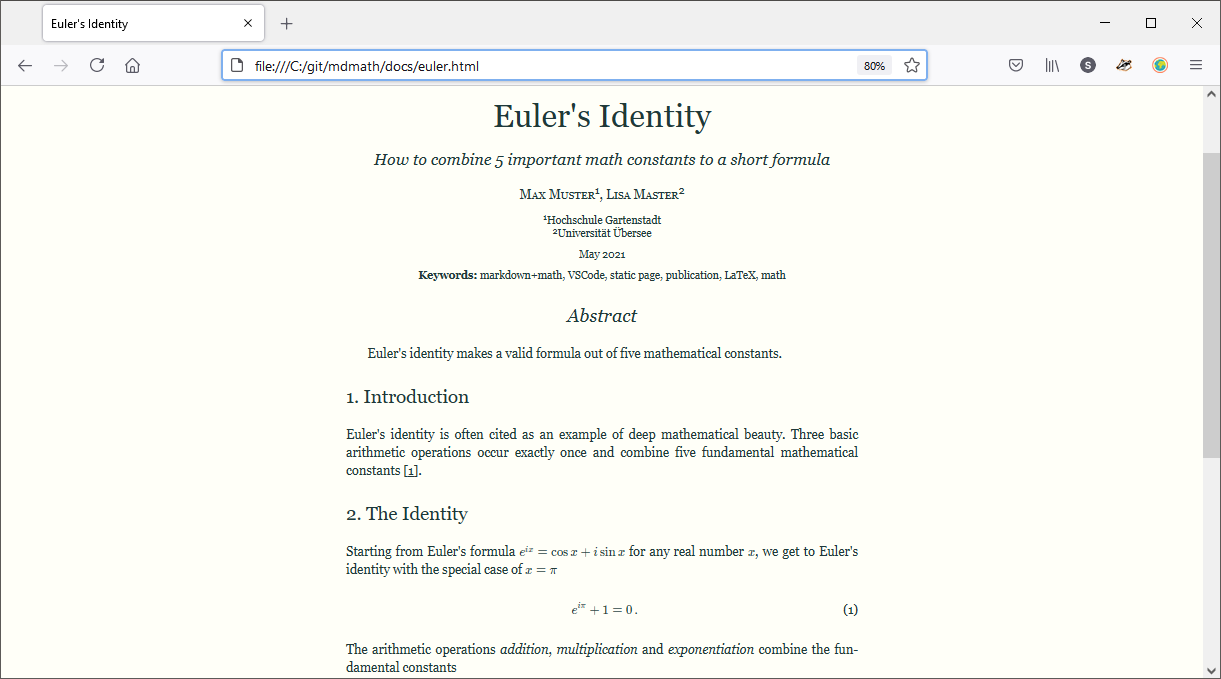 Euler's Identity
file:///C:/git/mdmath/docs/euler.html
80%
S
Euler's Identity
How to combine 5 important math constants to a short formula
Max Muster¹, Lisa Master²
¹Hochschule Gartenstadt
²Universität Übersee
May 2021
Keywords: markdown+math, VSCode, static page, publication, LaTeX, math
Abstract
Euler's identity makes a valid formula out of five mathematical constants.
1. Introduction
Euler's identity is often cited as an example of deep mathematical beauty. Three basic
arithmetic operations occur exactly once and combine five fundamental mathematical
constants [1].
2. The Identity
Starting from Euler's formula e^{ix} = cos x + i sin x for any real number x, we get to Euler's
identity with the special case of x = π
e^{iπ} + 1 = 0 . (1)
The arithmetic operations addition, multiplication and exponentiation combine the fun-
damental constants